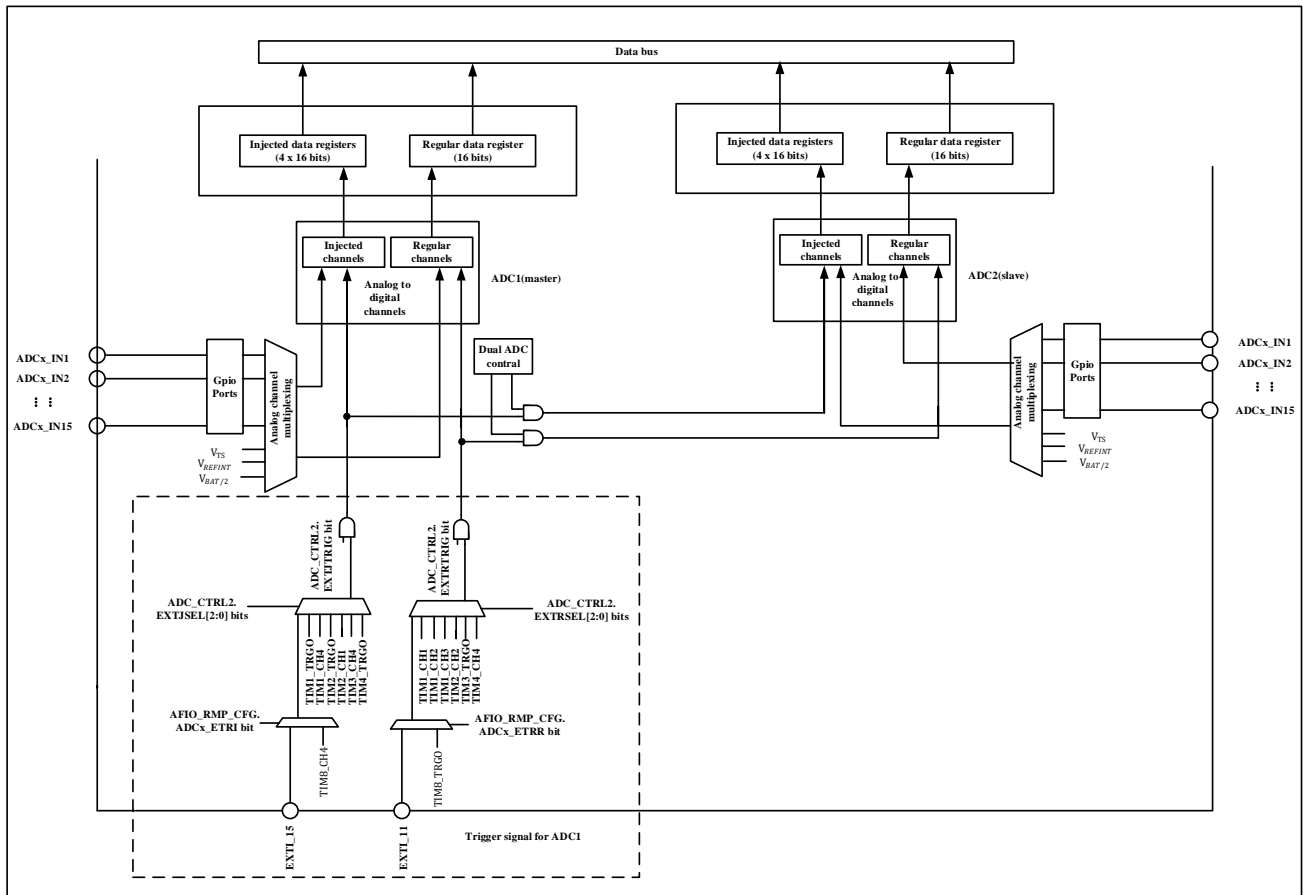 Data bus
Injected data registers
(4 x 16 bits)
Regular data register
(16 bits)
Injected data registers
(4 x 16 bits)
Regular data register
(16 bits)
Injected
channels
Regular
channels
Analog to
digital
channels
ADC1(master)
Injected
channels
Regular
channels
Analog to
digital
channels
ADC2(slave)
ADCx_IN1
ADCx_IN2
ADCx_IN15
Gpio
Ports
Analog channel
multiplexing
VTS
VREFINT
VBAT/2
Dual ADC
contral
Analog channel
multiplexing
Gpio
Ports
ADCx_IN1
ADCx_IN2
ADCx_IN15
VTS
VREFINT
VBAT/2
ADC_CTRL2.
EXTJTRIG bit
ADC_CTRL2.
EXTRTRIG bit
ADC_CTRL2.
EXTJSEL[2:0] bits
ADC_CTRL2.
EXTRSEL[2:0] bits
TIM1_TRGO
TIM1_CH4
TIM2_TRGO
TIM2_CH1
TIM3_CH4
TIM4_TRGO
TIM1_CH1
TIM1_CH2
TIM1_CH3
TIM2_CH2
TIM3_TRGO
TIM4_CH4
AFIO_RMP_CFG.
ADCx_ETRI bit
AFIO_RMP_CFG.
ADCx_ETRR bit
TIM8_CH4
TIM8_TRGO
EXTI_15
EXTI_11
Trigger signal for ADC1